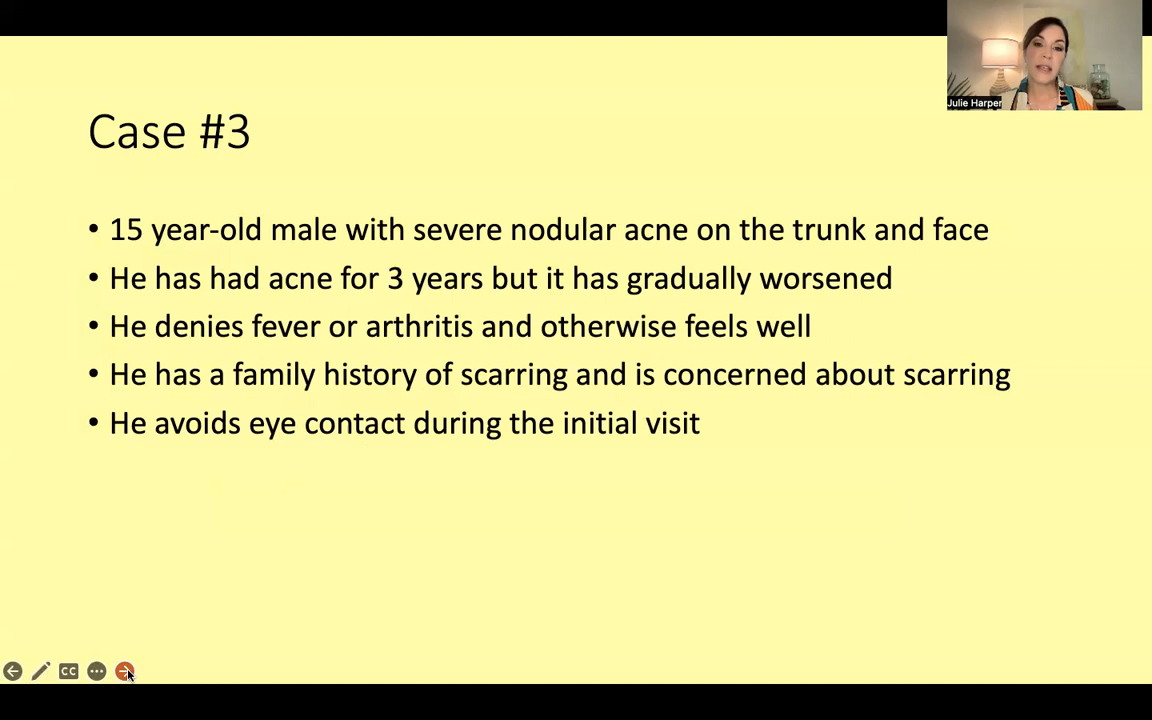 Julie Harper
Case #3
• 15 year-old male with severe nodular acne on the trunk and face
• He has had acne for 3 years but it has gradually worsened
• He denies fever or arthritis and otherwise feels well
• He has a family history of scarring and is concerned about scarring
• He avoids eye contact during the initial visit
CC